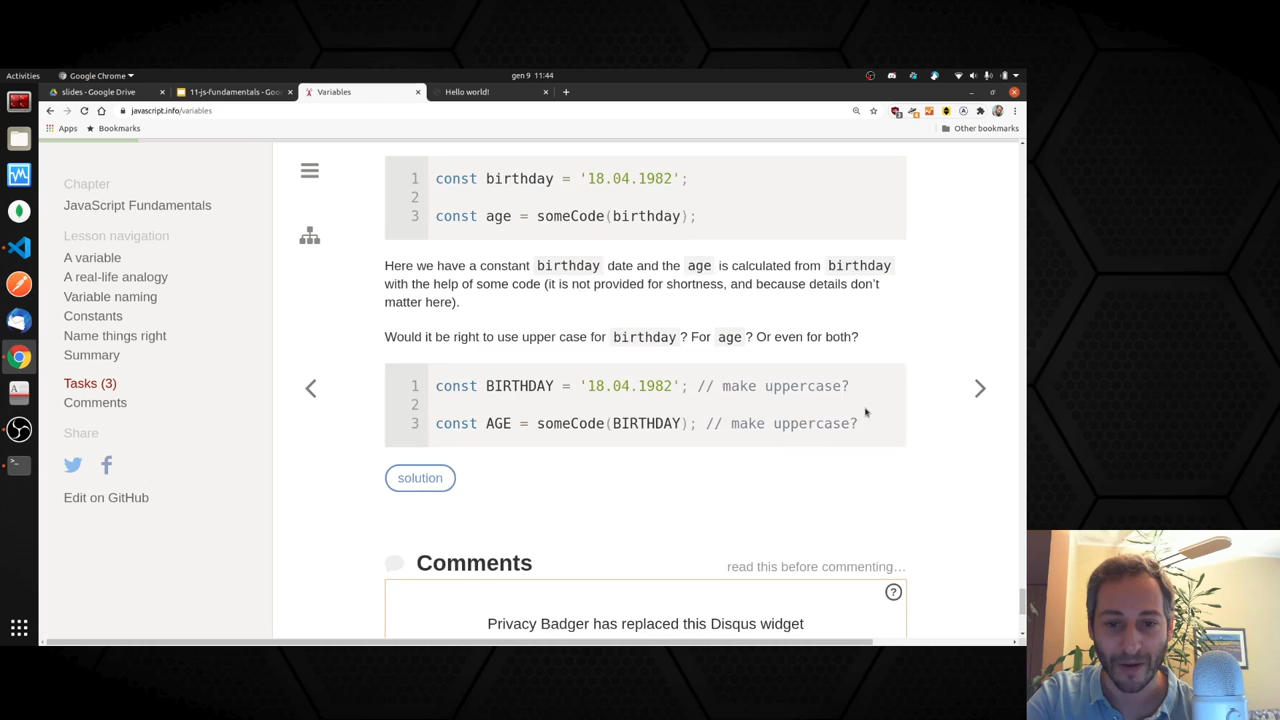 Activities
Google Chrome
gen 9 11:44
slides - Google Drive
11-js-fundamentals - Goo
Variables
Hello world!
javascript.info/variables
Apps
Bookmarks
Other bookmarks
Chapter
JavaScript Fundamentals
Lesson navigation
A variable
A real-life analogy
Variable naming
Constants
Name things right
Summary
Tasks (3)
Comments
Share
Edit on GitHub
1 const birthday = '18.04.1982';
2
3 const age = someCode(birthday);
Here we have a constant birthday date and the age is calculated from birthday
with the help of some code (it is not provided for shortness, and because details don't
matter here).
Would it be right to use upper case for birthday? For age? Or even for both?
1 const BIRTHDAY = '18.04.1982'; // make uppercase?
2
3 const AGE = someCode(BIRTHDAY); // make uppercase?
solution
Comments
read this before commenting…
?
Privacy Badger has replaced this Disqus widget